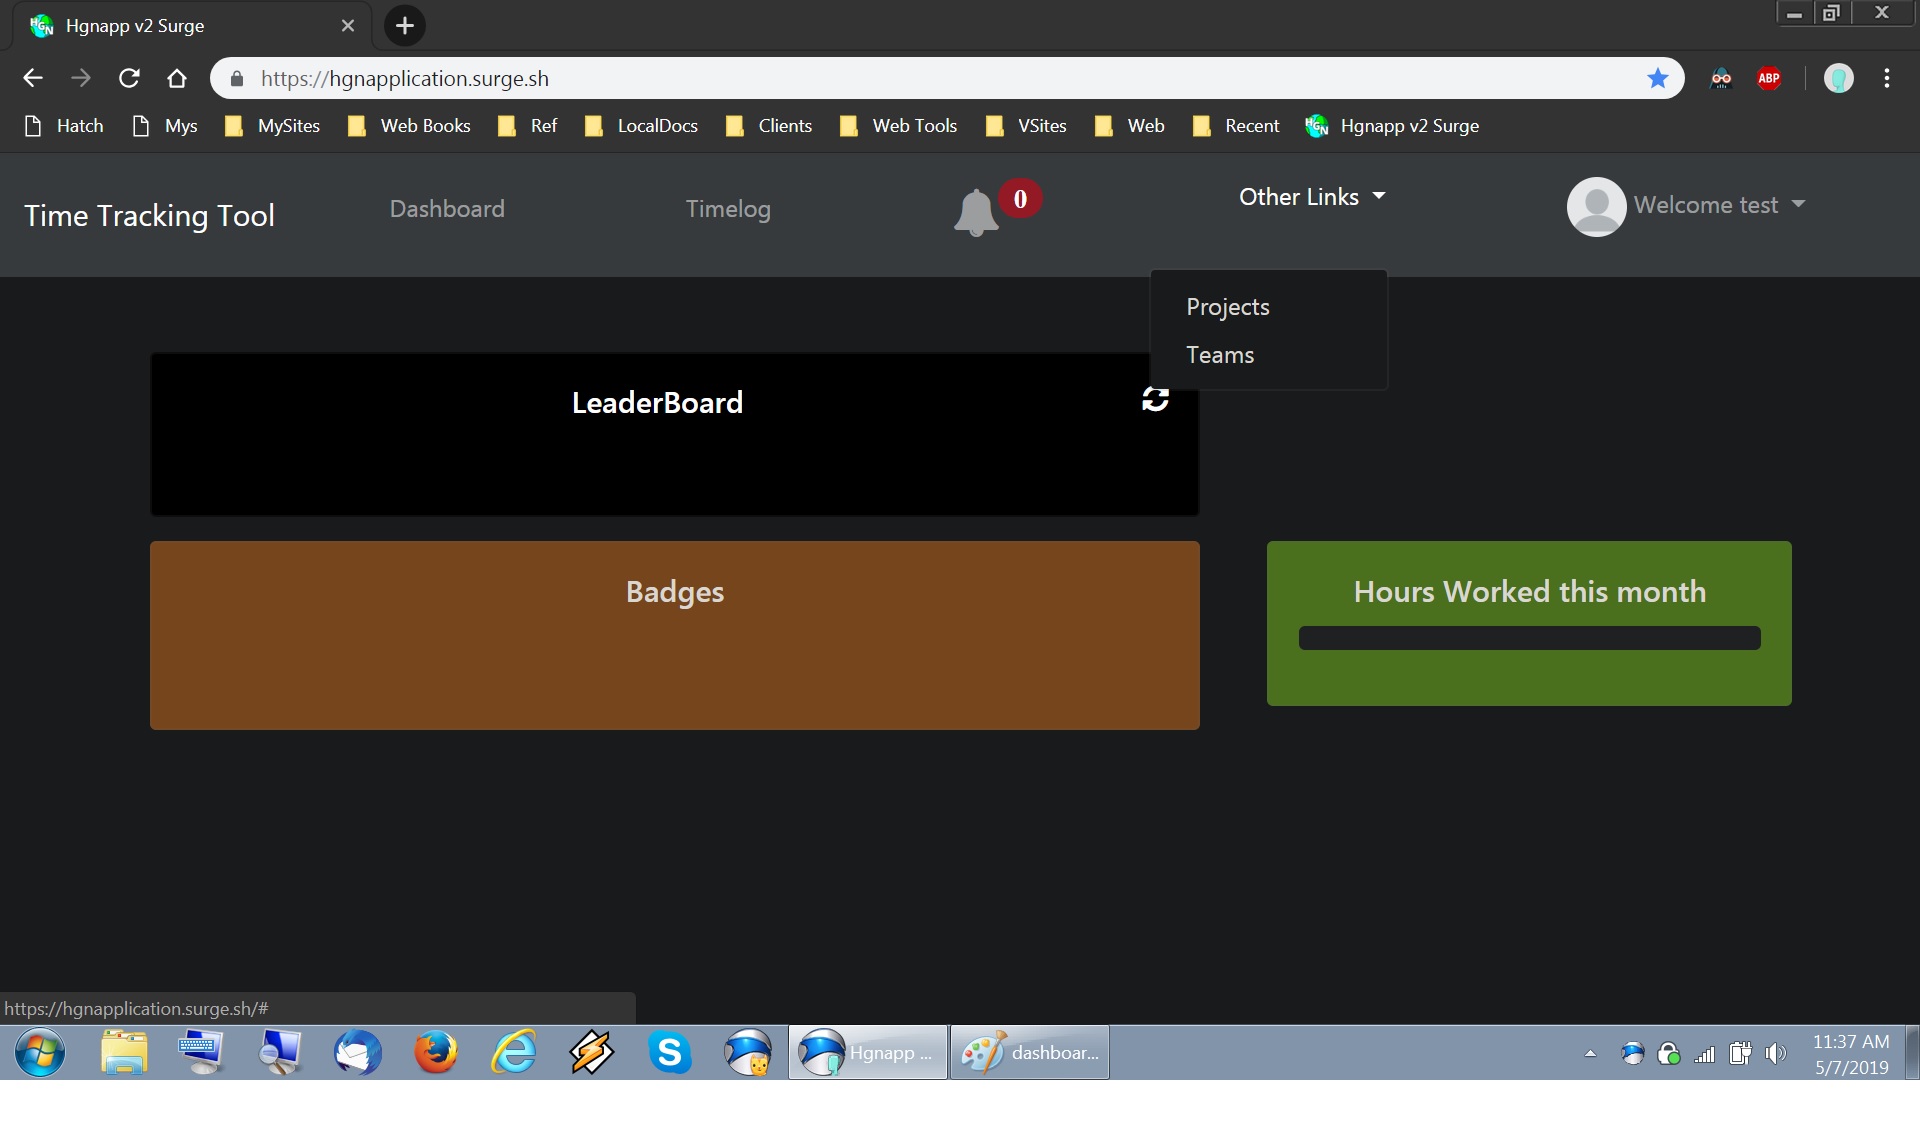 Hgnapp v2 Surge
https://hgnapplication.surge.sh
ABP
Hatch Mys MySites Web Books Ref LocalDocs Clients Web Tools VSites Web Recent HGN Hgnapp v2 Surge
Time Tracking Tool Dashboard Timelog 0 Other Links Welcome test
Projects
Teams
LeaderBoard
Badges
Hours Worked this month
https://hgnapplication.surge.sh/#
Hgnapp ... dashboar...
11:37 AM
5/7/2019